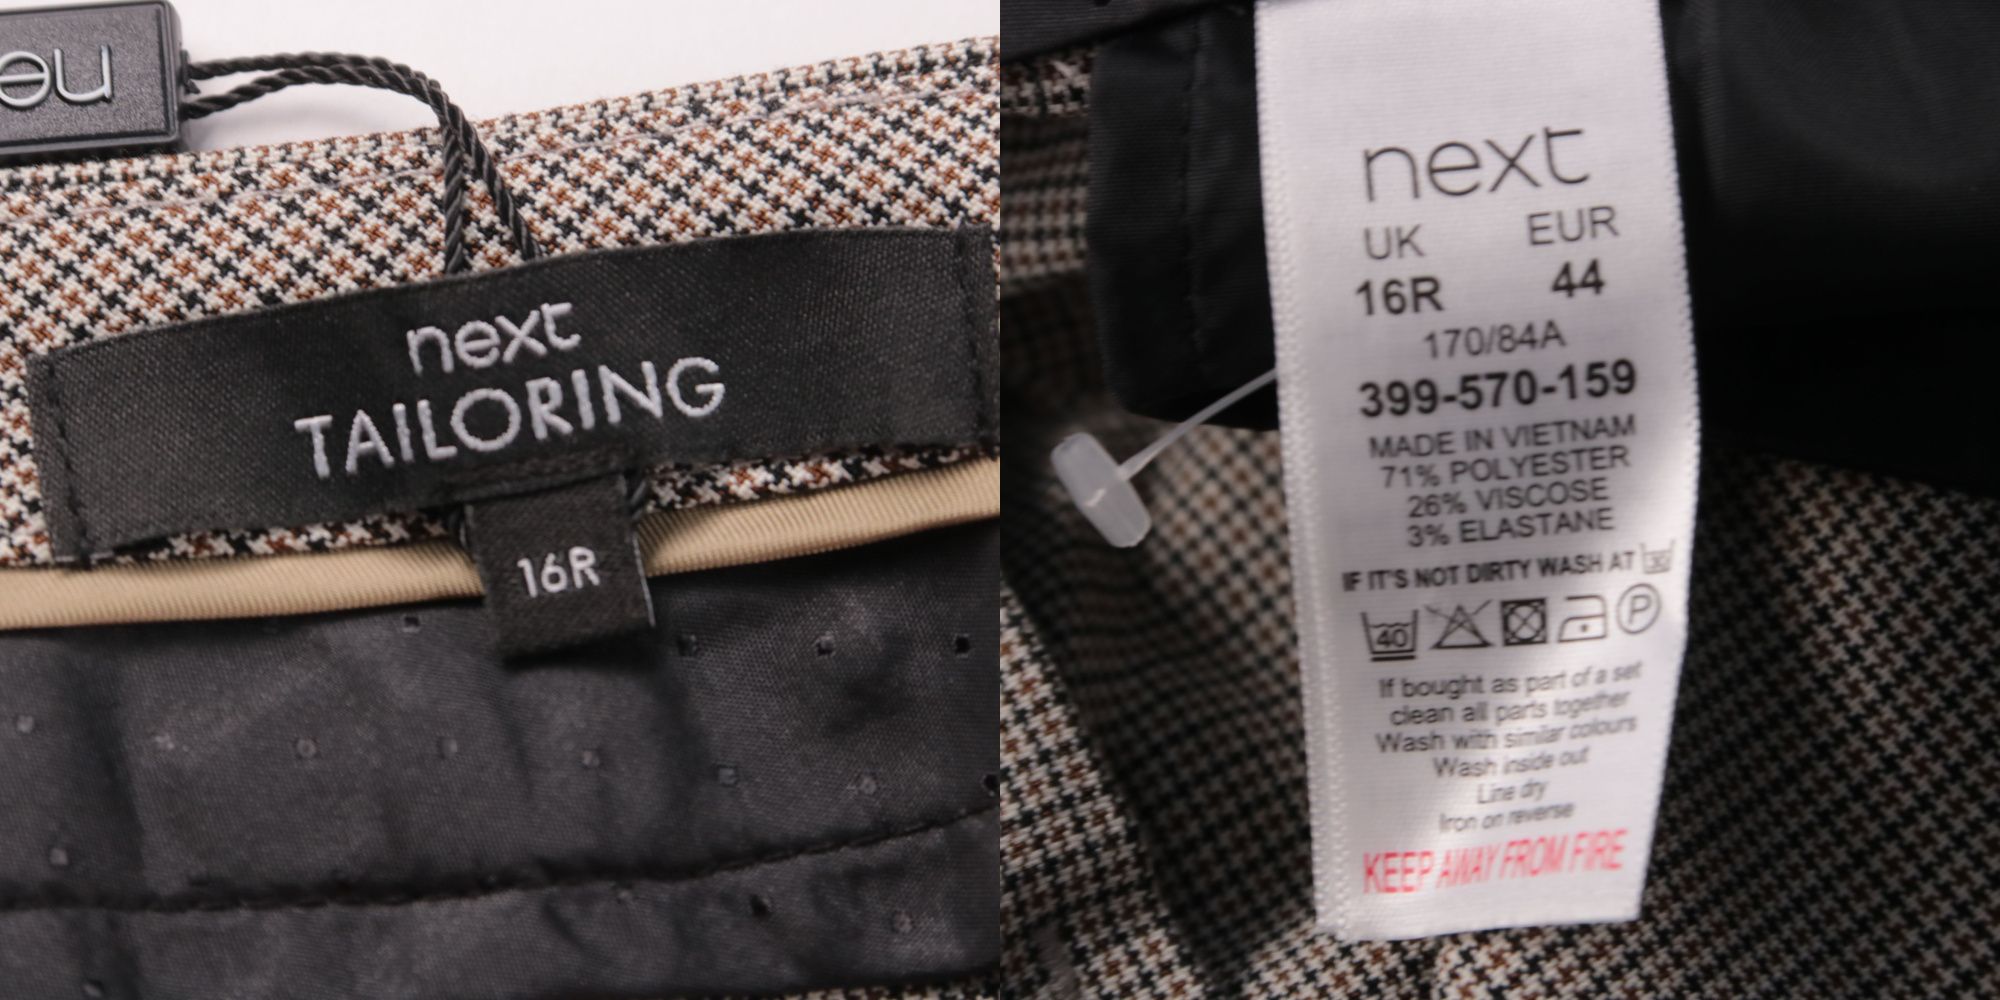 next
next
TAILORING
16R
next
UK EUR
16R 44
170/84A
399-570-159
MADE IN VIETNAM
71% POLYESTER
26% VISCOSE
3% ELASTANE
IF IT'S NOT DIRTY WASH AT 30
40 P
If bought as part of a set
clean all parts together
Wash with similar colours
Wash inside out
Line dry
Iron on reverse
KEEP AWAY FROM FIRE